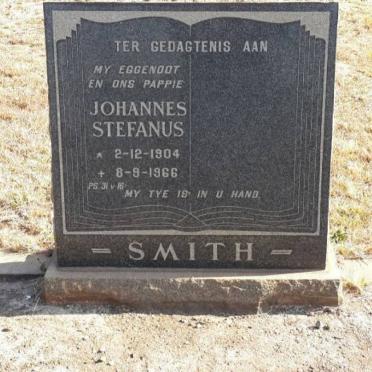 TER GEDAGTENIS AAN
MY EGGENOOT
EN ONS PAPPIE
JOHANNES
STEFANUS
* 2-12-1904
+ 8-9-1966
PS 31 v 16
MY TYE IS IN U HAND
– SMITH –